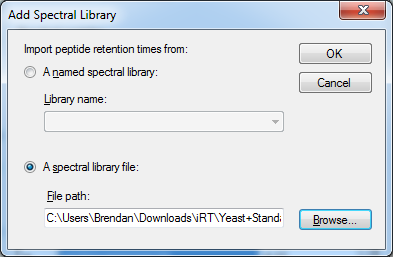 Add Spectral Library
Import peptide retention times from:
OK
A named spectral library:
Cancel
Library name:
A spectral library file:
File path:
C:\Users\Brendan\Downloads\iRT\Yeast+Standa
Browse...